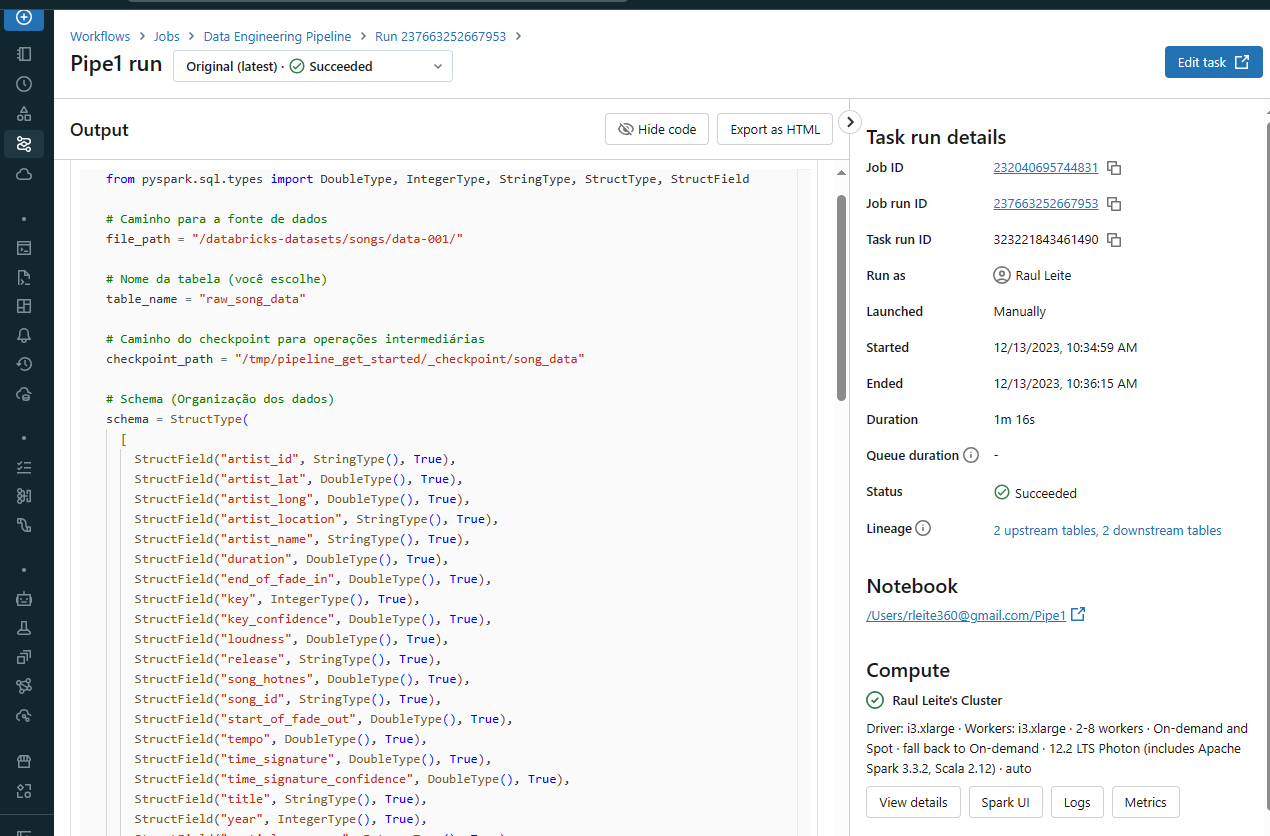 Workflows > Jobs > Data Engineering Pipeline > Run 237663252667953 >
Pipe1 run
Original (latest) · Succeeded
Edit task
Output
Hide code
Export as HTML
from pyspark.sql.types import DoubleType, IntegerType, StringType, StructType, StructField
# Caminho para a fonte de dados
file_path = "/databricks-datasets/songs/data-001/"
# Nome da tabela (você escolhe)
table_name = "raw_song_data"
# Caminho do checkpoint para operações intermediárias
checkpoint_path = "/tmp/pipeline_get_started/_checkpoint/song_data"
# Schema (Organização dos dados)
schema = StructType(
[
StructField("artist_id", StringType(), True),
StructField("artist_lat", DoubleType(), True),
StructField("artist_long", DoubleType(), True),
StructField("artist_location", StringType(), True),
StructField("artist_name", StringType(), True),
StructField("duration", DoubleType(), True),
StructField("end_of_fade_in", DoubleType(), True),
StructField("key", IntegerType(), True),
StructField("key_confidence", DoubleType(), True),
StructField("loudness", DoubleType(), True),
StructField("release", StringType(), True),
StructField("song_hotnes", DoubleType(), True),
StructField("song_id", StringType(), True),
StructField("start_of_fade_out", DoubleType(), True),
StructField("tempo", DoubleType(), True),
StructField("time_signature", DoubleType(), True),
StructField("time_signature_confidence", DoubleType(), True),
StructField("title", StringType(), True),
StructField("year", IntegerType(), True),
Task run details
Job ID 232040695744831
Job run ID 237663252667953
Task run ID 323221843461490
Run as Raul Leite
Launched Manually
Started 12/13/2023, 10:34:59 AM
Ended 12/13/2023, 10:36:15 AM
Duration 1m 16s
Queue duration -
Status Succeeded
Lineage 2 upstream tables, 2 downstream tables
Notebook
/Users/rleite360@gmail.com/Pipe1
Compute
Raul Leite's Cluster
Driver: i3.xlarge · Workers: i3.xlarge · 2-8 workers · On-demand and
Spot · fall back to On-demand · 12.2 LTS Photon (includes Apache
Spark 3.3.2, Scala 2.12) · auto
View details
Spark UI
Logs
Metrics